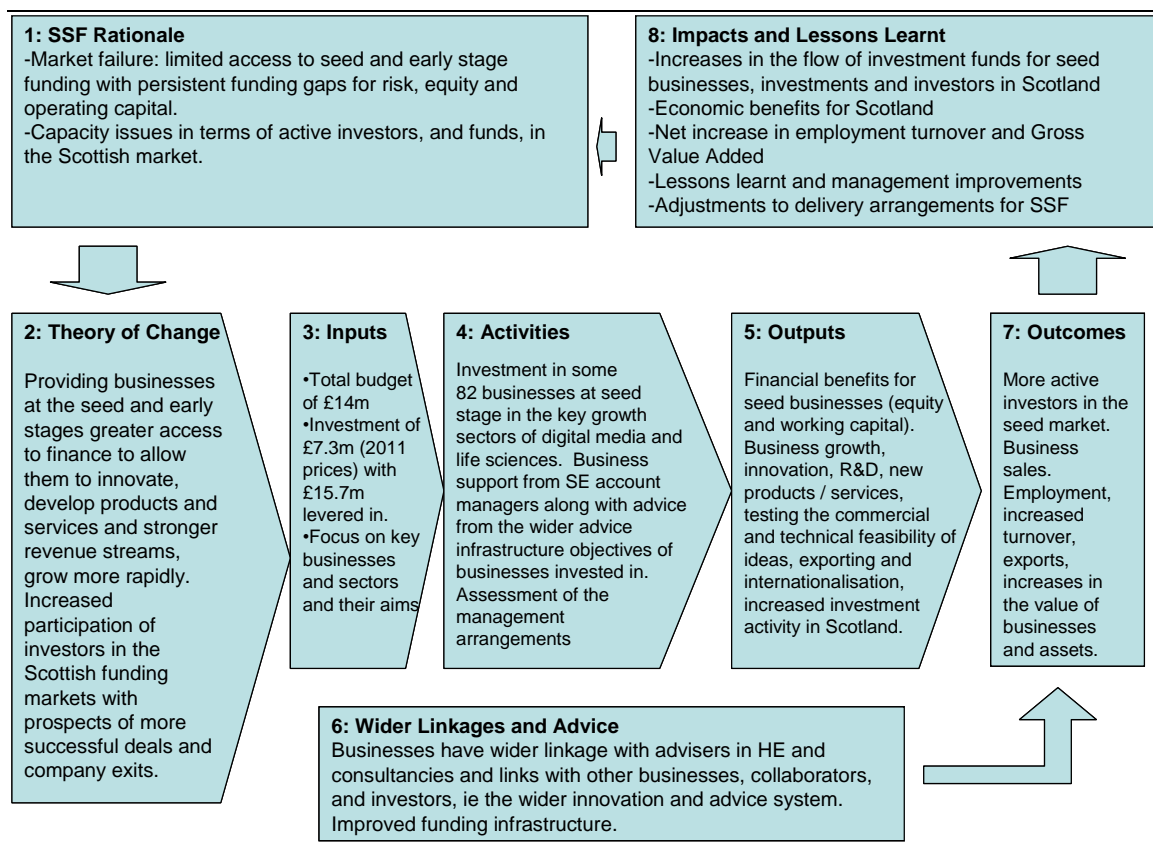 1: SSF Rationale
-Market failure: limited access to seed and early stage
funding with persistent funding gaps for risk, equity and
operating capital.
-Capacity issues in terms of active investors, and funds, in
the Scottish market.
2: Theory of Change
Providing businesses
at the seed and early
stages greater access
to finance to allow
them to innovate,
develop products and
services and stronger
revenue streams,
grow more rapidly.
Increased
participation of
investors in the
Scottish funding
markets with
prospects of more
successful deals and
company exits.
3: Inputs
•Total budget
of £14m
•Investment of
£7.3m (2011
prices) with
£15.7m
levered in.
•Focus on key
businesses
and sectors
and their aims
4: Activities
Investment in some
82 businesses at seed
stage in the key growth
sectors of digital media and
life sciences.  Business
support from SE account
managers along with advice
from the wider advice
infrastructure objectives of
businesses invested in.
Assessment of the
management
arrangements
5: Outputs
Financial benefits for
seed businesses (equity
and working capital).
Business growth,
innovation, R&D, new
products / services,
testing the commercial
and technical feasibility of
ideas, exporting and
internationalisation,
increased investment
activity in Scotland.
6: Wider Linkages and Advice
Businesses have wider linkage with advisers in HE and
consultancies and links with other businesses, collaborators,
and investors, ie the wider innovation and advice system.
Improved funding infrastructure.
7: Outcomes
More active
investors in the
seed market.
Business
sales.
Employment,
increased
turnover,
exports,
increases in
the value of
businesses
and assets.
8: Impacts and Lessons Learnt
-Increases in the flow of investment funds for seed
businesses, investments and investors in Scotland
-Economic benefits for Scotland
-Net increase in employment turnover and Gross
Value Added
-Lessons learnt and management improvements
-Adjustments to delivery arrangements for SSF